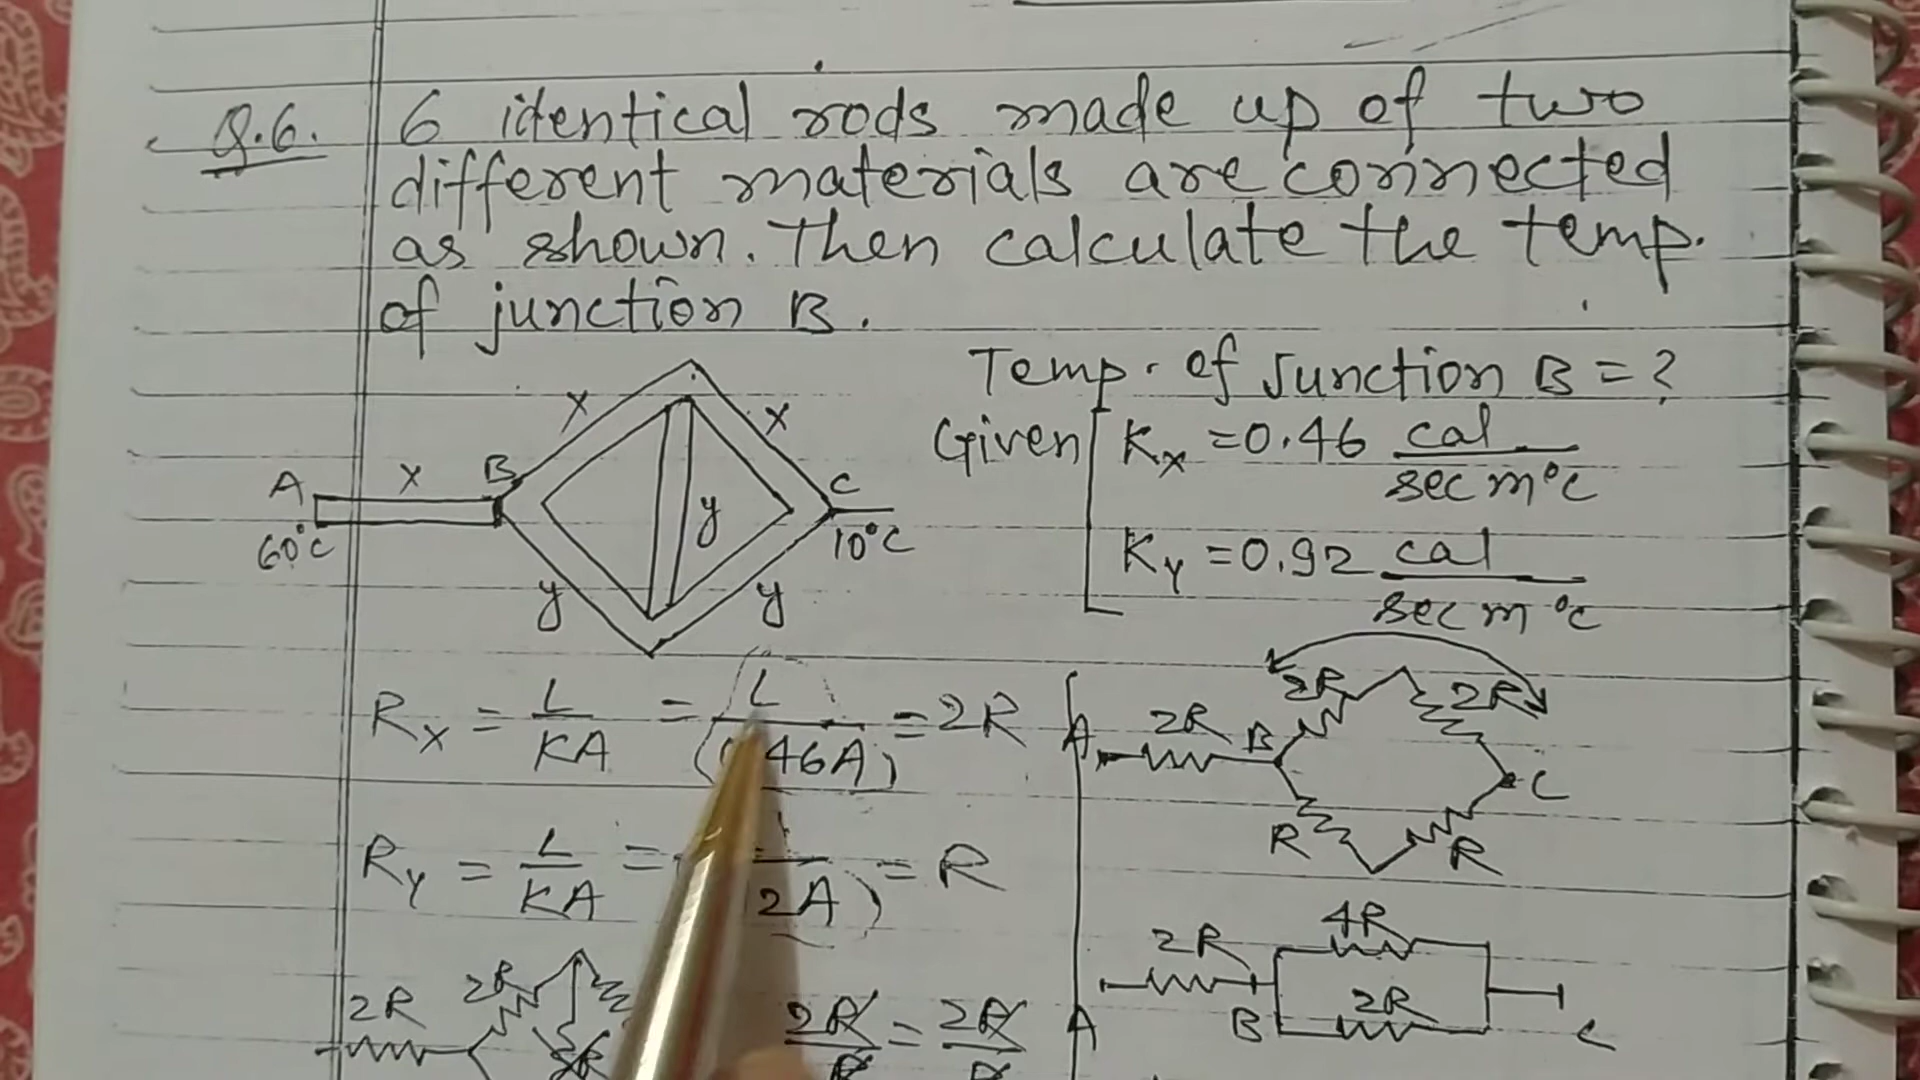 Q.6. 6 identical rods made up of two
different materials are connected
as shown. Then calculate the temp.
of junction B.
Temp. of Junction B = ?
Given Kx = 0.46 cal / sec m°C
Ky = 0.92 cal / sec m°C
x x
A x B C
60°C y 10°C
y y
Rx = L/KA = L/( 46A) = 2R
Ry = L/KA = 2A) = R
2R 2R
2R
A B C
R R
2R 2R
2R/R = 2R/R
4R
2R 2R
A B C